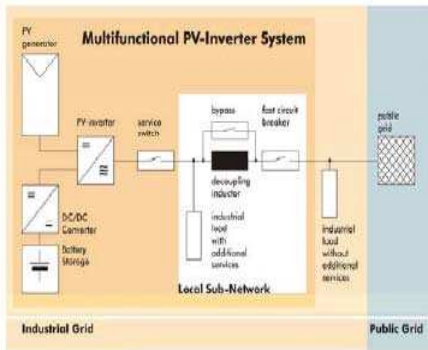 PV
generator
Multifunctional PV-Inverter System
PV-inverter
service
switch
bypass
fast circuit
breaker
public
grid
decoupling
inductor
DC/DC
Converter
Battery
Storage
industrial
load
with
additional
services
industrial
load
without
additional
services
Local Sub-Network
Industrial Grid
Public Grid